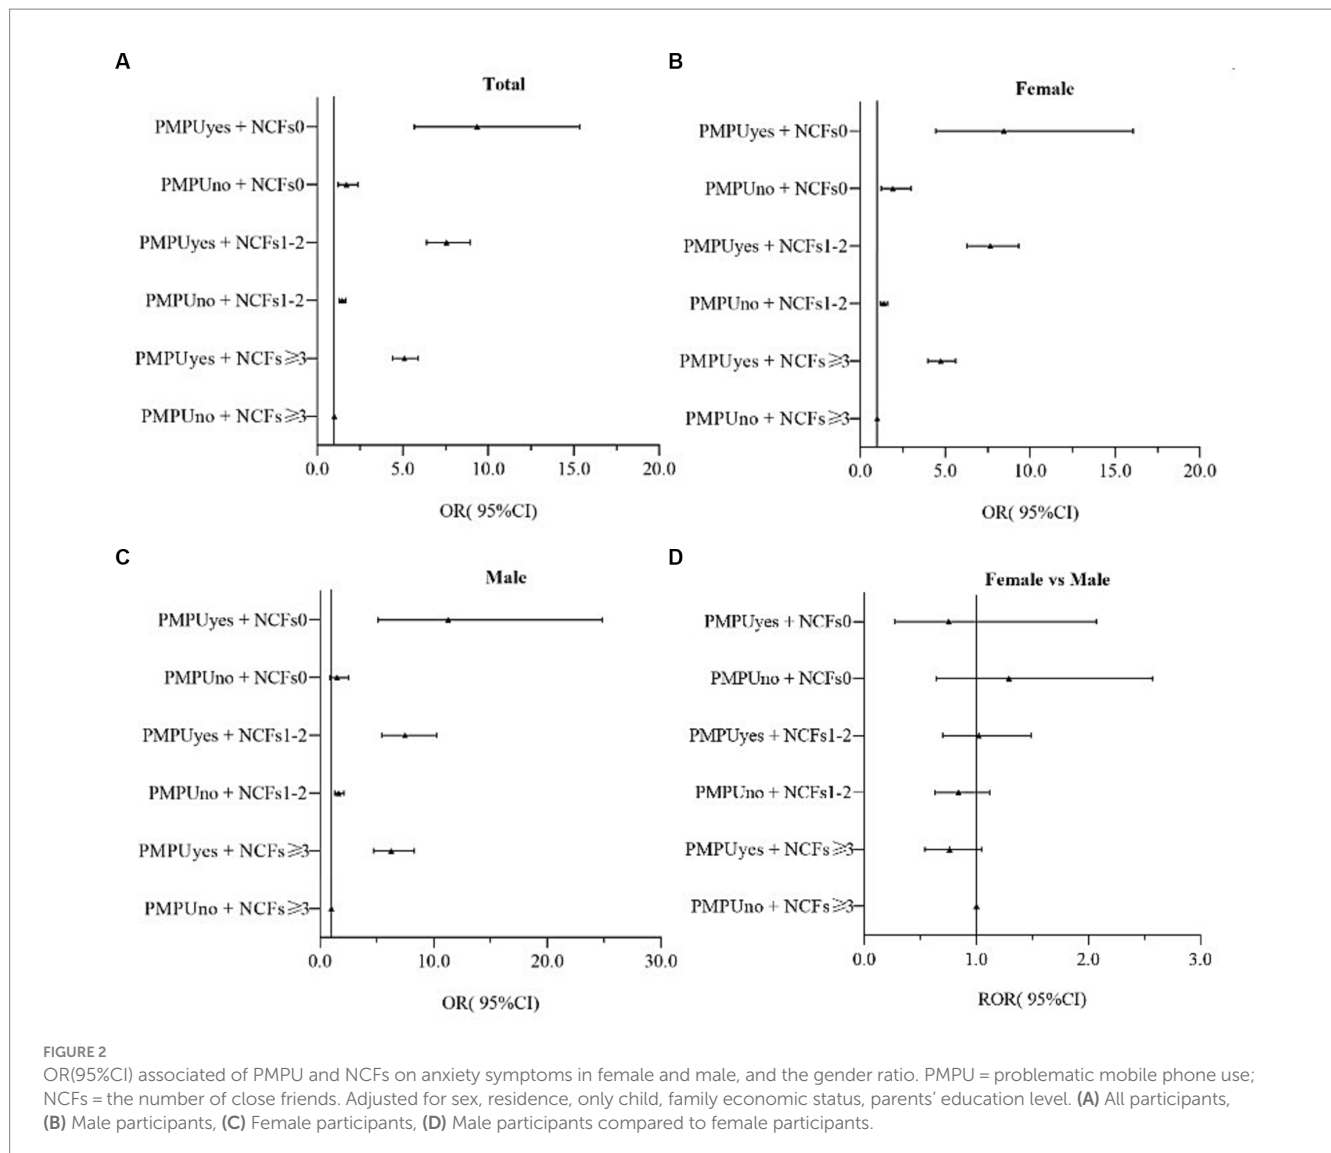 A
Total
PMPUyes + NCFs0
PMPUno + NCFs0
PMPUyes + NCFs1-2
PMPUno + NCFs1-2
PMPUyes + NCFs≥3
PMPUno + NCFs≥3
0.0 5.0 10.0 15.0 20.0
OR( 95%CI)
B
Female
PMPUyes + NCFs0
PMPUno + NCFs0
PMPUyes + NCFs1-2
PMPUno + NCFs1-2
PMPUyes + NCFs≥3
PMPUno + NCFs≥3
0.0 5.0 10.0 15.0 20.0
OR( 95%CI)
C
Male
PMPUyes + NCFs0
PMPUno + NCFs0
PMPUyes + NCFs1-2
PMPUno + NCFs1-2
PMPUyes + NCFs≥3
PMPUno + NCFs≥3
0.0 10.0 20.0 30.0
OR( 95%CI)
D
Female vs Male
PMPUyes + NCFs0
PMPUno + NCFs0
PMPUyes + NCFs1-2
PMPUno + NCFs1-2
PMPUyes + NCFs≥3
PMPUno + NCFs≥3
0.0 1.0 2.0 3.0
ROR( 95%CI)
FIGURE 2
OR(95%CI) associated of PMPU and NCFs on anxiety symptoms in female and male, and the gender ratio. PMPU = problematic mobile phone use;
NCFs = the number of close friends. Adjusted for sex, residence, only child, family economic status, parents' education level. (A) All participants,
(B) Male participants, (C) Female participants, (D) Male participants compared to female participants.